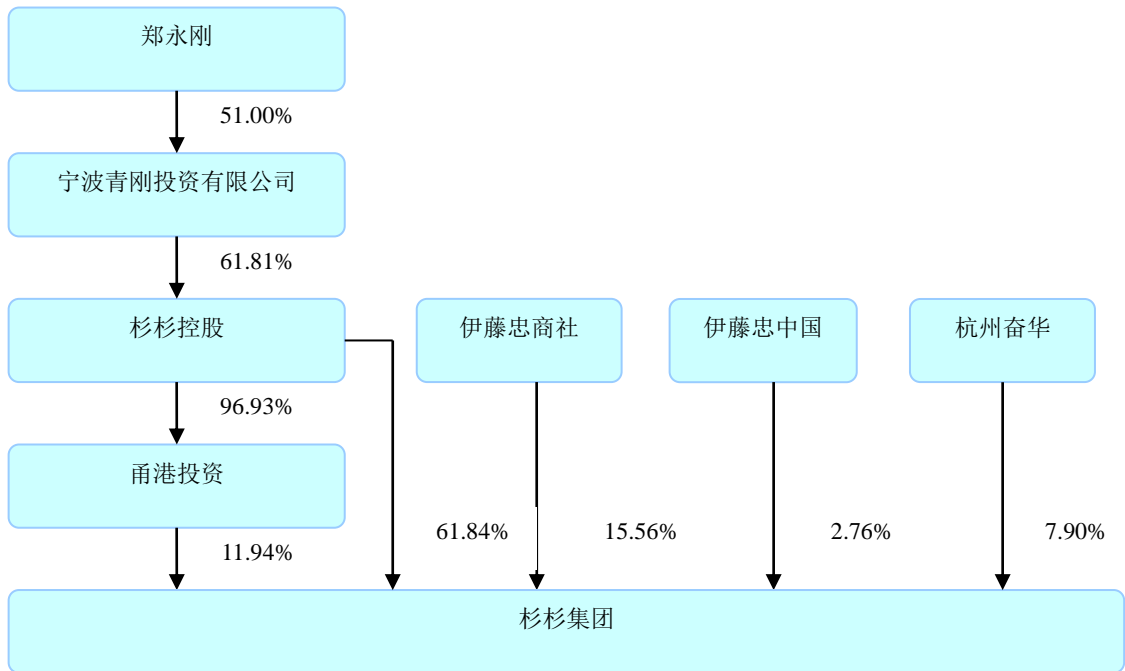 郑永刚
51.00%
宁波青刚投资有限公司
61.81%
杉杉控股
伊藤忠商社
伊藤忠中国
杭州奋华
96.93%
甬港投资
11.94%
61.84%
15.56%
2.76%
7.90%
杉杉集团